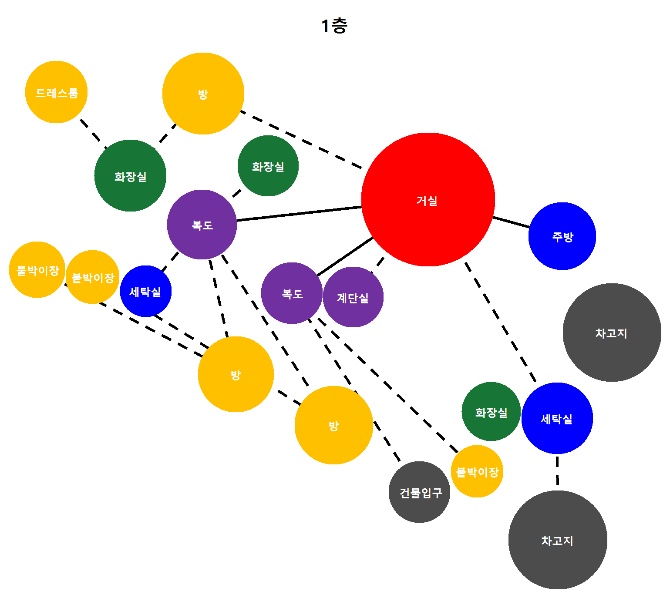 1층
드레스룸
방
화장실
화장실
거실
복도
주방
붙박이장
붙박이장
세탁실
복도
계단실
차고지
방
방
화장실
세탁실
붙박이장
건물입구
차고지